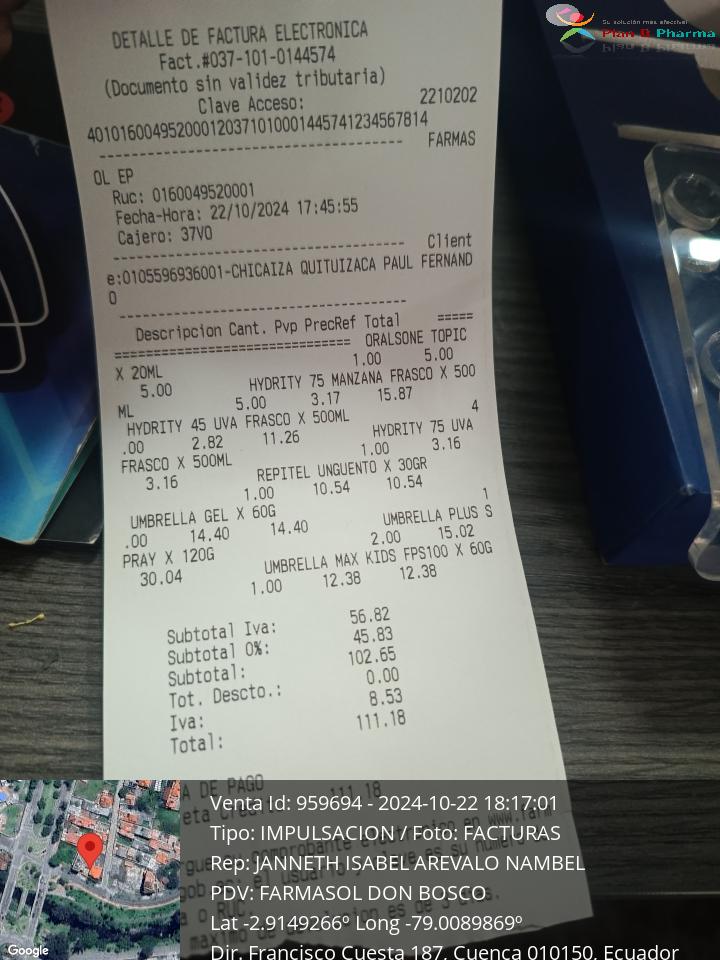 Su solución más efectiva!
Plan B Pharma
DETALLE DE FACTURA ELECTRONICA
Fact.#037-101-0144574
(Documento sin validez tributaria)
Clave Acceso: 2210202
401016004952000120371010001445741234567814
--------------------------------- FARMAS
OL EP
Ruc: 0160049520001
Fecha-Hora: 22/10/2024 17:45:55
Cajero: 37VO
--------------------------------- Client
e:0105596936001-CHICAIZA QUITUIZACA PAUL FERNAND
O
---------------------------------
Descripcion Cant. Pvp PrecRef Total =====
============================== ORALSONE TOPIC
X 20ML 1.00 5.00
5.00 HYDRITY 75 MANZANA FRASCO X 500
ML 5.00 3.17 15.87
HYDRITY 45 UVA FRASCO X 500ML 4
.00 2.82 11.26 HYDRITY 75 UVA
FRASCO X 500ML 1.00 3.16
3.16 REPITEL UNGUENTO X 30GR
1.00 10.54 10.54
UMBRELLA GEL X 60G 1
.00 14.40 14.40 UMBRELLA PLUS S
PRAY X 120G 2.00 15.02
30.04 UMBRELLA MAX KIDS FPS100 X 60G
1.00 12.38 12.38
Subtotal Iva: 56.82
Subtotal 0%: 45.83
Subtotal: 102.65
Tot. Descto.: 0.00
Iva: 8.53
Total: 111.18
A DE PAGO
111.18
Venta Id: 959694 - 2024-10-22 18:17:01
Tipo: IMPULSACION / Foto: FACTURAS
Rep: JANNETH ISABEL AREVALO NAMBEL
PDV: FARMASOL DON BOSCO
Lat -2.9149266º Long -79.0089869º
Dir. Francisco Cuesta 187, Cuenca 010150, Ecuador
Google